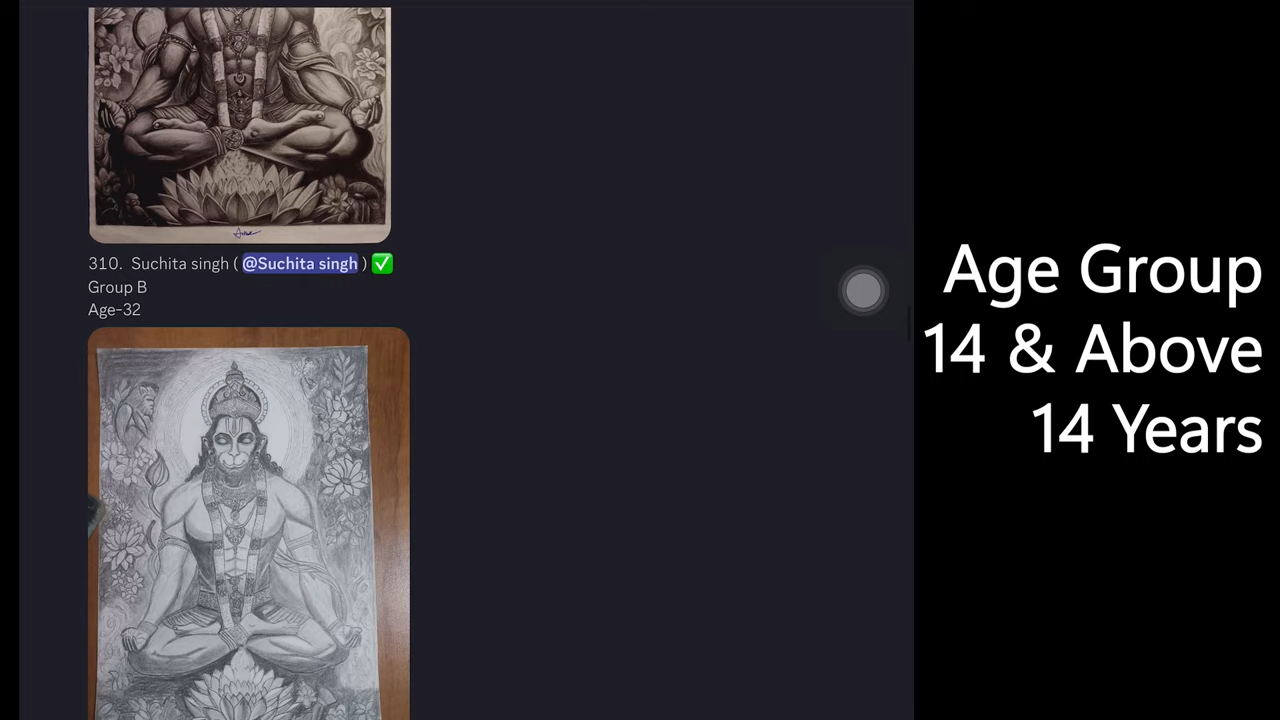 310. Suchita singh ( @Suchita singh ) ✅
Group B
Age-32
Age Group
14 & Above
14 Years